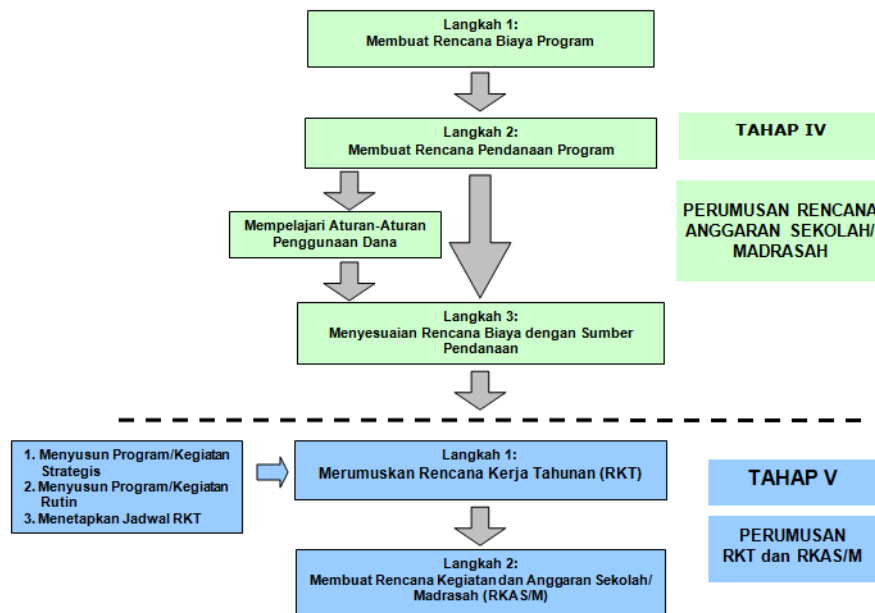 Langkah 1:
Membuat Rencana Biaya Program
Langkah 2:
Membuat Rencana Pendanaan Program
TAHAP IV
Mempelajari Aturan-Aturan
Penggunaan Dana
PERUMUSAN RENCANA
ANGGARAN SEKOLAH/
MADRASAH
Langkah 3:
Menyesuaian Rencana Biaya dengan Sumber
Pendanaan
1. Menyusun Program/Kegiatan
Strategis
2. Menyusun Program/Kegiatan
Rutin
3. Menetapkan Jadwal RKT
Langkah 1:
Merumuskan Rencana Kerja Tahunan (RKT)
TAHAP V
PERUMUSAN
RKT dan RKAS/M
Langkah 2:
Membuat Rencana Kegiatan dan Anggaran Sekolah/
Madrasah (RKAS/M)